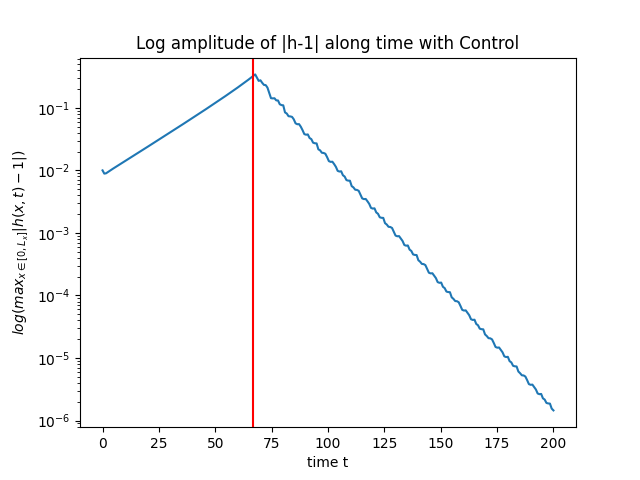 Log amplitude of |h-1| along time with Control
log(max_{X ∈ [0, L_x]}|h(x, t) − 1|)
10^{-1}
10^{-2}
10^{-3}
10^{-4}
10^{-5}
10^{-6}
0 25 50 75 100 125 150 175 200
time t